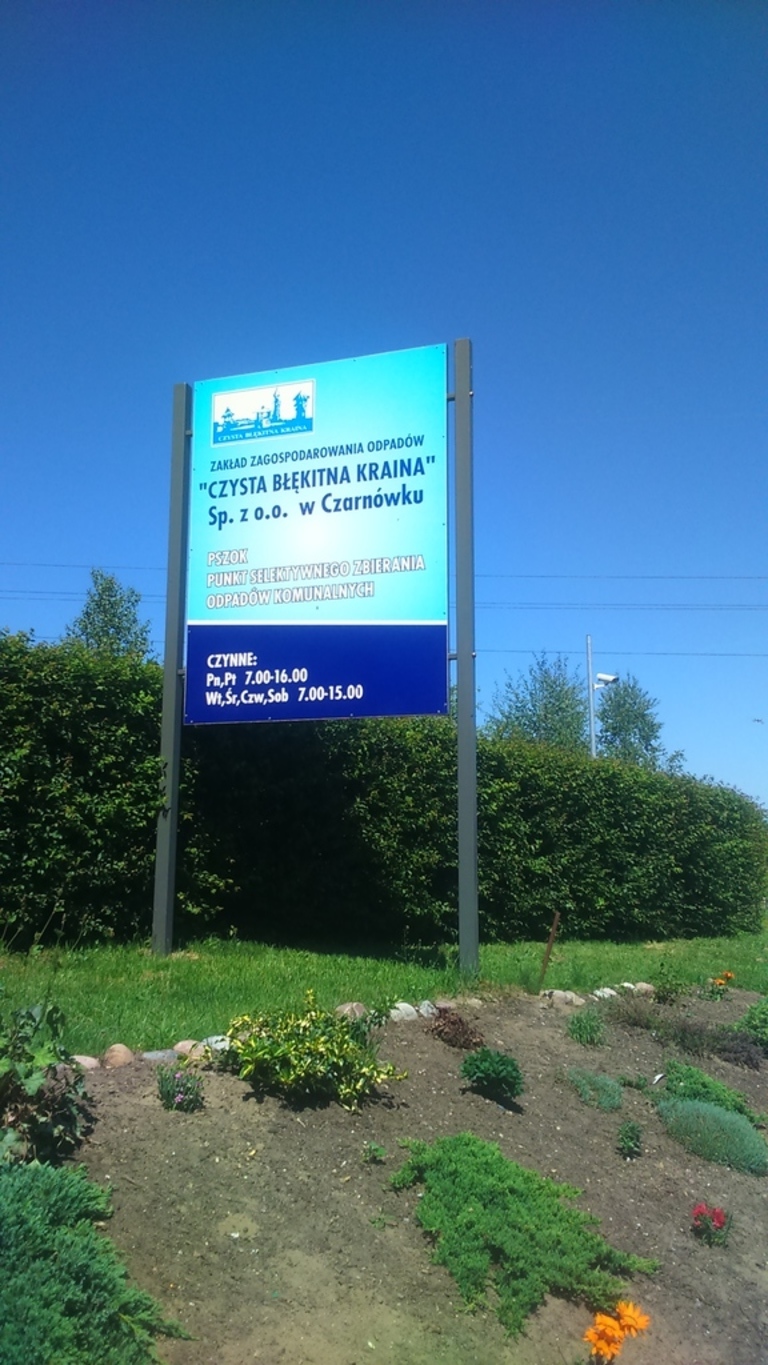 CZYSTA BŁĘKITNA KRAINA
ZAKŁAD ZAGOSPODAROWANIA ODPADÓW
"CZYSTA BŁĘKITNA KRAINA"
Sp. z o.o. w Czarnówku
PSZOK
PUNKT SELEKTYWNEGO ZBIERANIA
ODPADÓW KOMUNALNYCH
CZYNNE:
Pn,Pt 7.00-16.00
Wt,Śr,Czw,Sob 7.00-15.00